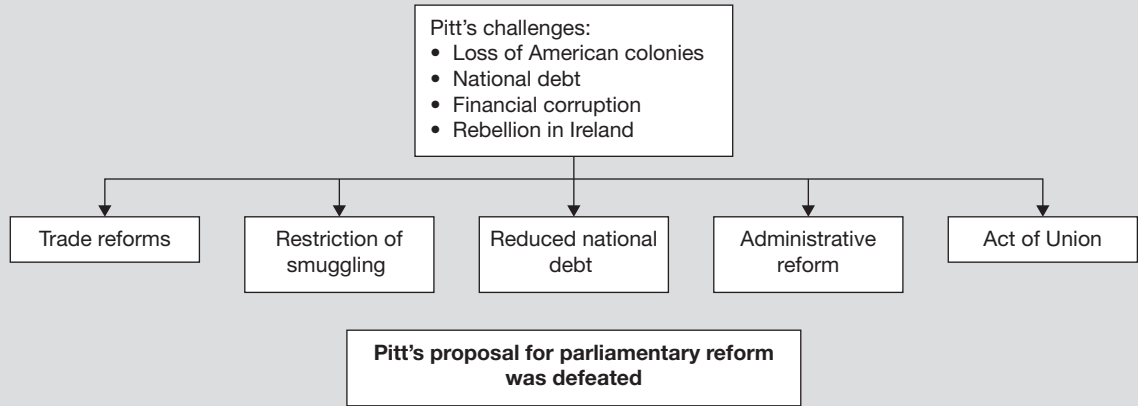 Pitt’s challenges:
• Loss of American colonies
• National debt
• Financial corruption
• Rebellion in Ireland
Trade reforms
Restriction of
smuggling
Reduced national
debt
Administrative
reform
Act of Union
Pitt’s proposal for parliamentary reform
was defeated